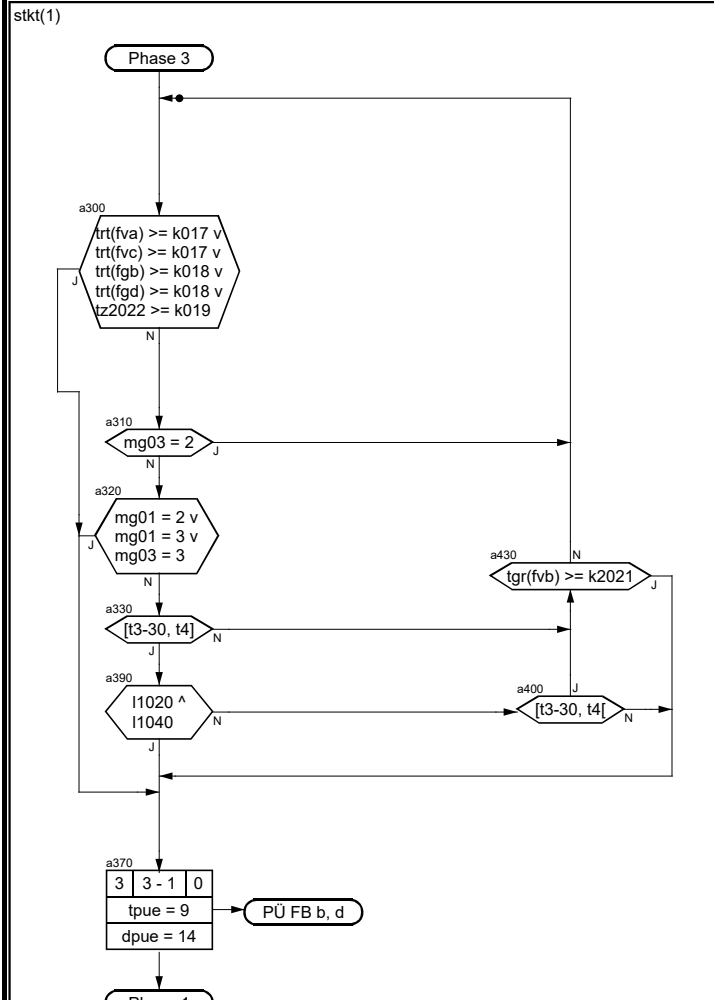 stkt(1)
Phase 3
a300
trt(fva) >= k017 v
trt(fvc) >= k017 v
trt(fgb) >= k018 v
trt(fgd) >= k018 v
tz2022 >= k019
J
N
a310
mg03 = 2
J
N
a320
mg01 = 2 v
mg01 = 3 v
mg03 = 3
J
N
a430
tgr(fvb) >= k2021
N
J
a330
[t3-30, t4]
N
J
a390
l1020 ^
l1040
N
J
a400
[t3-30, t4[
J
N
a370
3 3 - 1 0
tpue = 9
dpue = 14
PÜ FB b, d